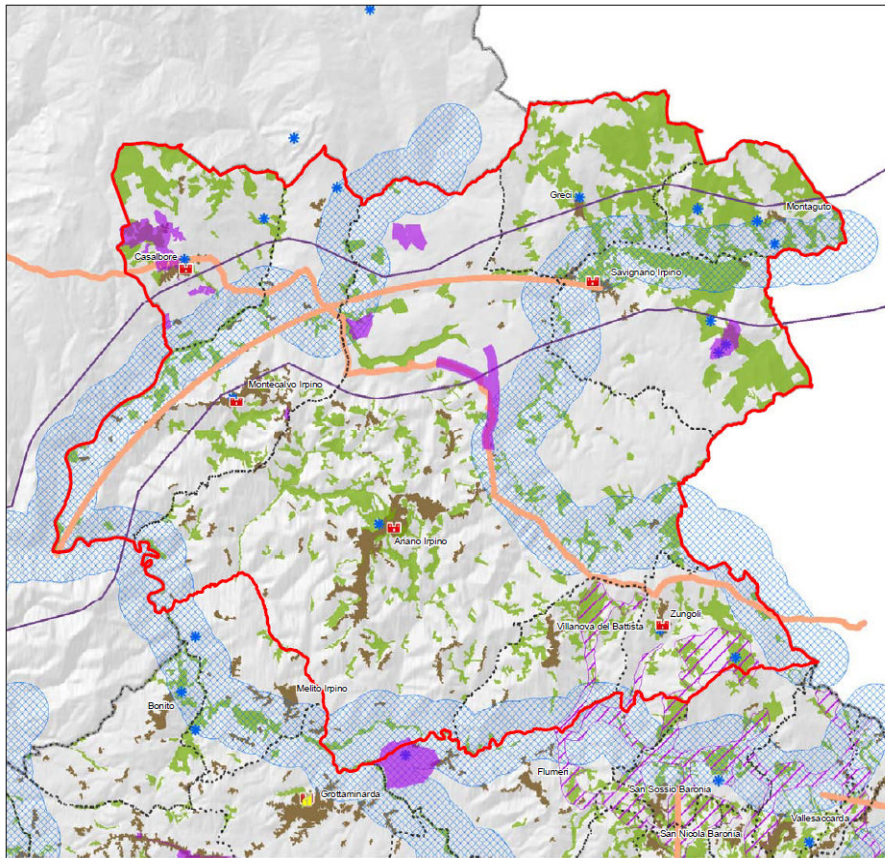 Greci
Montaguto
Casalbore
Savignano Irpino
Montecalvo Irpino
Ariano Irpino
Zungoli
Villanova del Battista
Melito Irpino
Bonito
Flumeri
San Sossio Baronia
Grottaminarda
Vallesaccarda
San Nicola Baronia